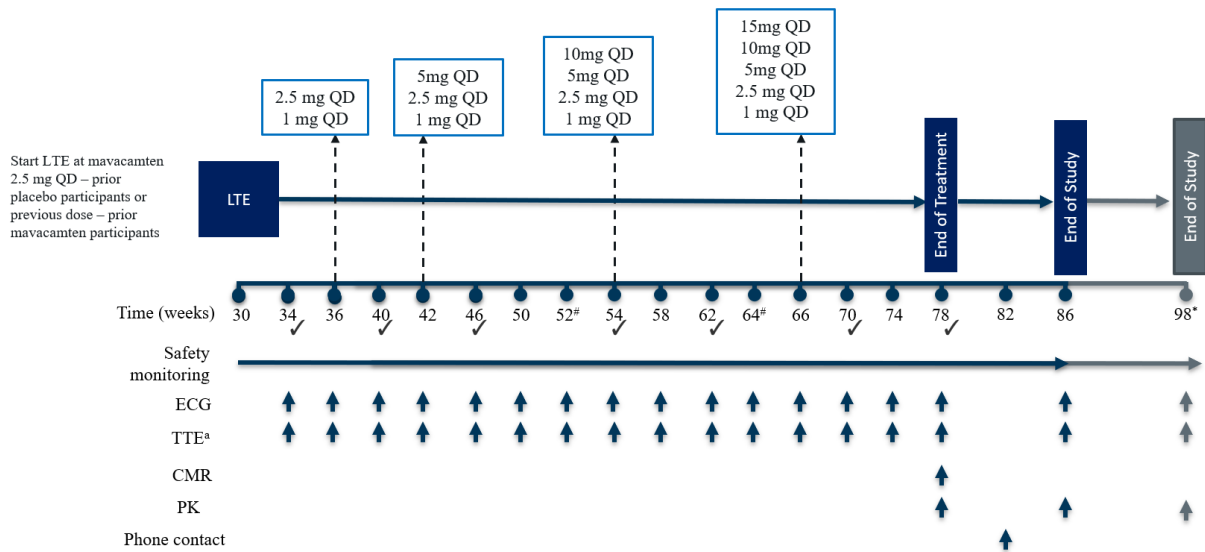 15mg QD
10mg QD
5mg QD
2.5 mg QD
1 mg QD
10mg QD
5mg QD
2.5 mg QD
1 mg QD
5mg QD
2.5 mg QD
1 mg QD
2.5 mg QD
1 mg QD
Start LTE at mavacamten
2.5 mg QD – prior
placebo participants or
previous dose – prior
mavacamten participants
LTE
End of Treatment
End of Study
End of Study
Time (weeks)
30 34 36 40 42 46 50 52# 54 58 62 64# 66 70 74 78 82 86 98*
✓ ✓ ✓ ✓ ✓ ✓ ✓
Safety
monitoring
ECG
TTEa
CMR
PK
Phone contact